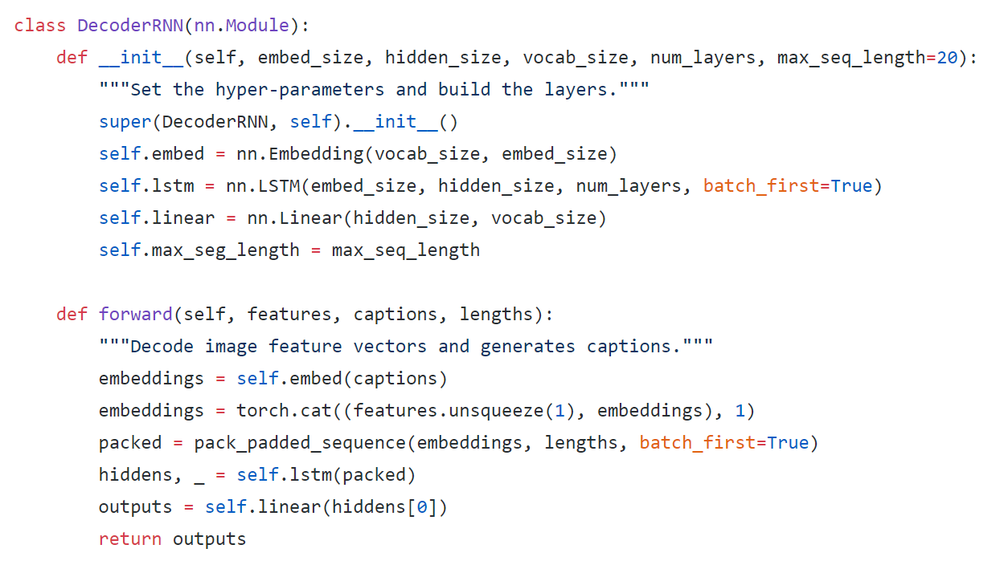 class DecoderRNN(nn.Module):
    def __init__(self, embed_size, hidden_size, vocab_size, num_layers, max_seq_length=20):
        """Set the hyper-parameters and build the layers."""
        super(DecoderRNN, self).__init__()
        self.embed = nn.Embedding(vocab_size, embed_size)
        self.lstm = nn.LSTM(embed_size, hidden_size, num_layers, batch_first=True)
        self.linear = nn.Linear(hidden_size, vocab_size)
        self.max_seg_length = max_seq_length

    def forward(self, features, captions, lengths):
        """Decode image feature vectors and generates captions."""
        embeddings = self.embed(captions)
        embeddings = torch.cat((features.unsqueeze(1), embeddings), 1)
        packed = pack_padded_sequence(embeddings, lengths, batch_first=True)
        hiddens, _ = self.lstm(packed)
        outputs = self.linear(hiddens[0])
        return outputs